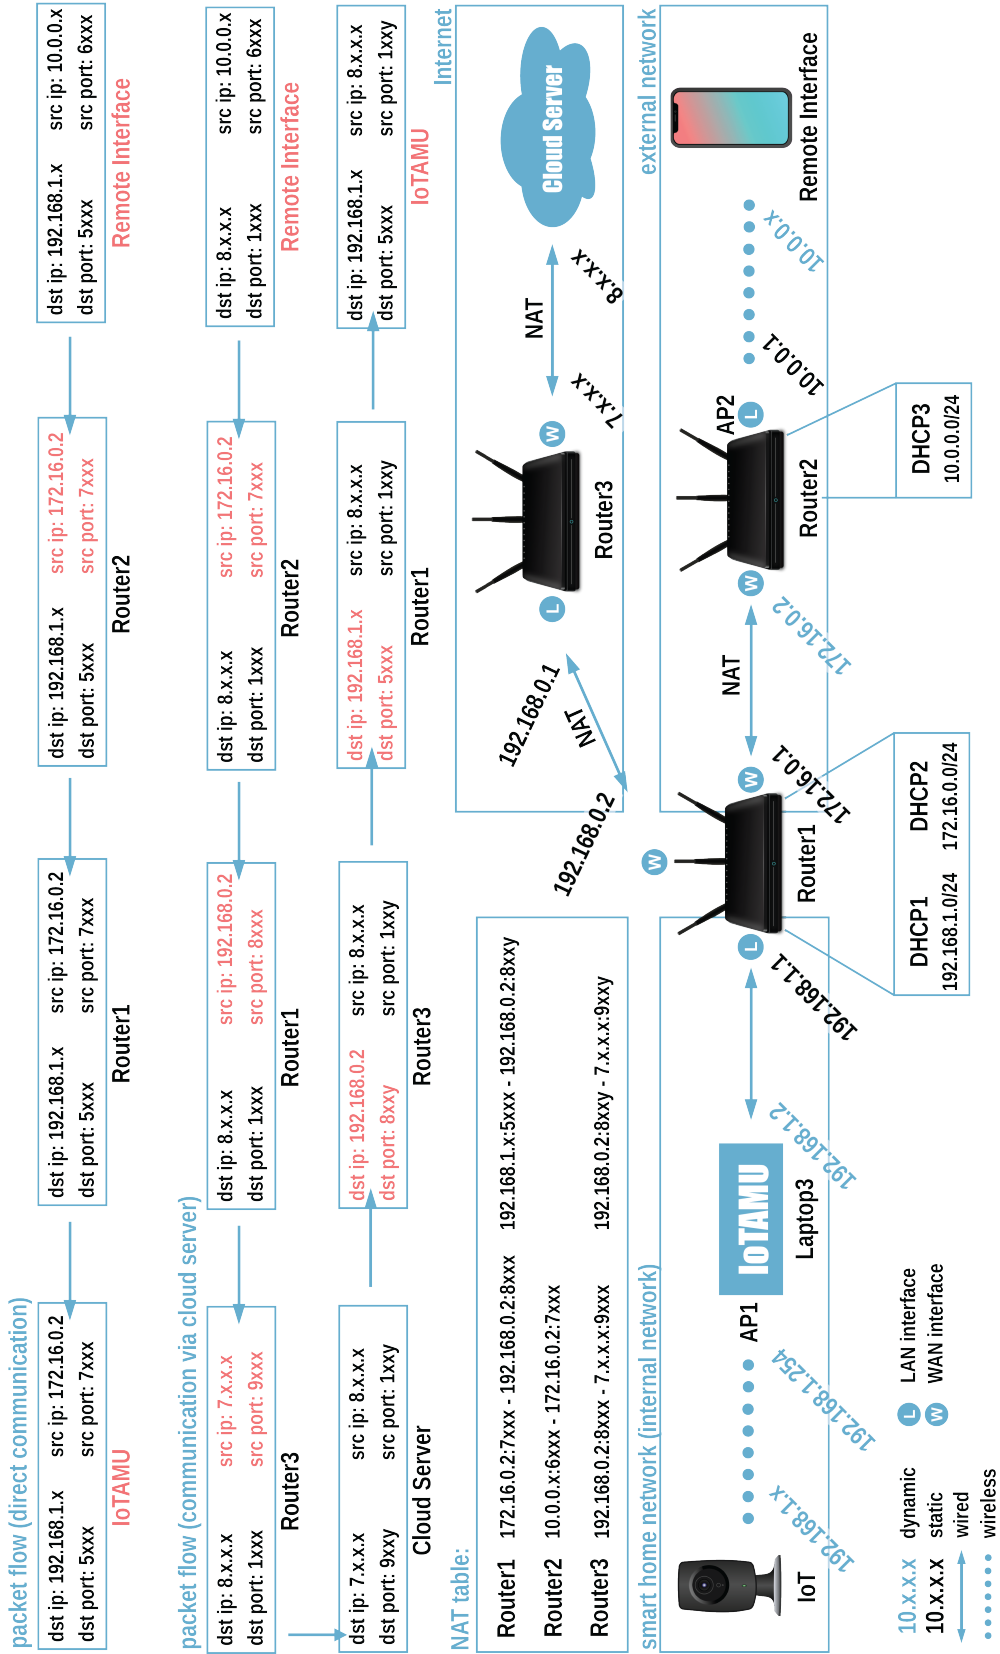 packet flow (direct communication)
dst ip: 192.168.1.x src ip: 172.16.0.2
dst port: 5xxx src port: 7xxx
IoTAMU
dst ip: 192.168.1.x src ip: 172.16.0.2
dst port: 5xxx src port: 7xxx
Router1
dst ip: 192.168.1.x src ip: 172.16.0.2
dst port: 5xxx src port: 7xxx
Router2
dst ip: 192.168.1.x src ip: 10.0.0.x
dst port: 5xxx src port: 6xxx
Remote Interface
packet flow (communication via cloud server)
dst ip: 8.x.x.x src ip: 7.x.x.x
dst port: 1xxx src port: 9xxx
Router3
dst ip: 8.x.x.x src ip: 192.168.0.2
dst port: 1xxx src port: 8xxx
Router1
dst ip: 8.x.x.x src ip: 172.16.0.2
dst port: 1xxx src port: 7xxx
Router2
dst ip: 8.x.x.x src ip: 10.0.0.x
dst port: 1xxx src port: 6xxx
Remote Interface
dst ip: 7.x.x.x src ip: 8.x.x.x
dst port: 9xxy src port: 1xxy
Cloud Server
dst ip: 192.168.0.2 src ip: 8.x.x.x
dst port: 8xxy src port: 1xxy
Router3
dst ip: 192.168.1.x src ip: 8.x.x.x
dst port: 5xxx src port: 1xxy
Router1
dst ip: 192.168.1.x src ip: 8.x.x.x
dst port: 5xxx src port: 1xxy
IoTAMU
NAT table:
Router1 172.16.0.2:7xxx - 192.168.0.2:8xxx 192.168.1.x:5xxx - 192.168.0.2:8xxy
Router2 10.0.0.x:6xxx - 172.16.0.2:7xxx
Router3 192.168.0.2:8xxx - 7.x.x.x:9xxx 192.168.0.2:8xxy - 7.x.x.x:9xxy
Internet
192.168.0.2
NAT
192.168.0.1
L
Router3
W
7.x.x.x
NAT
8.x.x.x
Cloud Server
smart home network (internal network)
IoT
192.168.1.x
192.168.1.254
AP1
IoTAMU
Laptop3
192.168.1.2
192.168.1.1
L
W
Router1
W
172.16.0.1
external network
NAT
172.16.0.2
W
Router2
AP2
L
10.0.0.1
10.0.0.x
Remote Interface
DHCP1 DHCP2
192.168.1.0/24 172.16.0.0/24
DHCP3
10.0.0.0/24
10.x.x.x dynamic
10.x.x.x static
wired
wireless
L LAN interface
W WAN interface